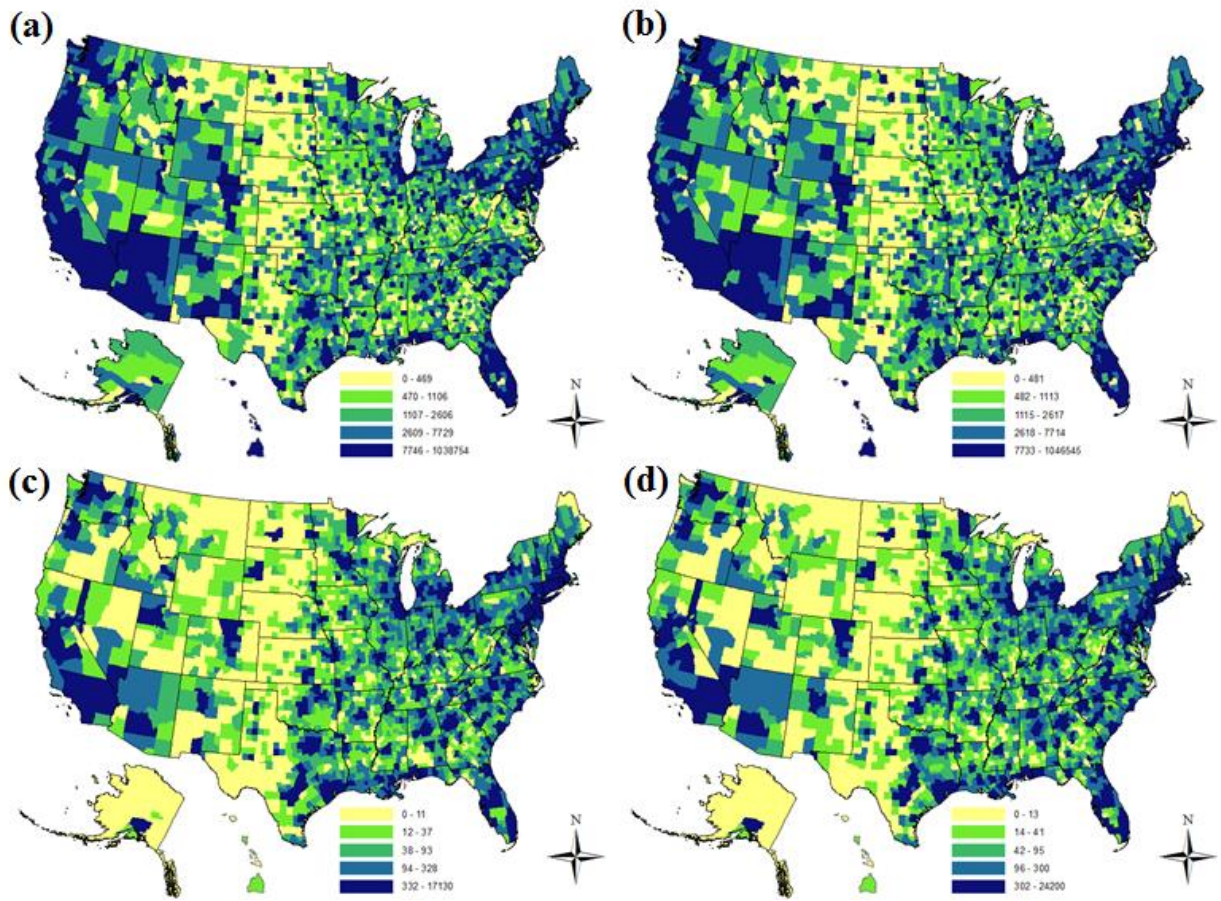 (a)
N
0 - 469
470 - 1106
1107 - 2606
2609 - 7729
7746 - 1038754
(b)
N
0 - 481
482 - 1113
1115 - 2617
2618 - 7714
7733 - 1046545
(c)
N
0 - 11
12 - 37
38 - 93
94 - 328
332 - 17130
(d)
N
0 - 13
14 - 41
42 - 95
96 - 300
302 - 24200